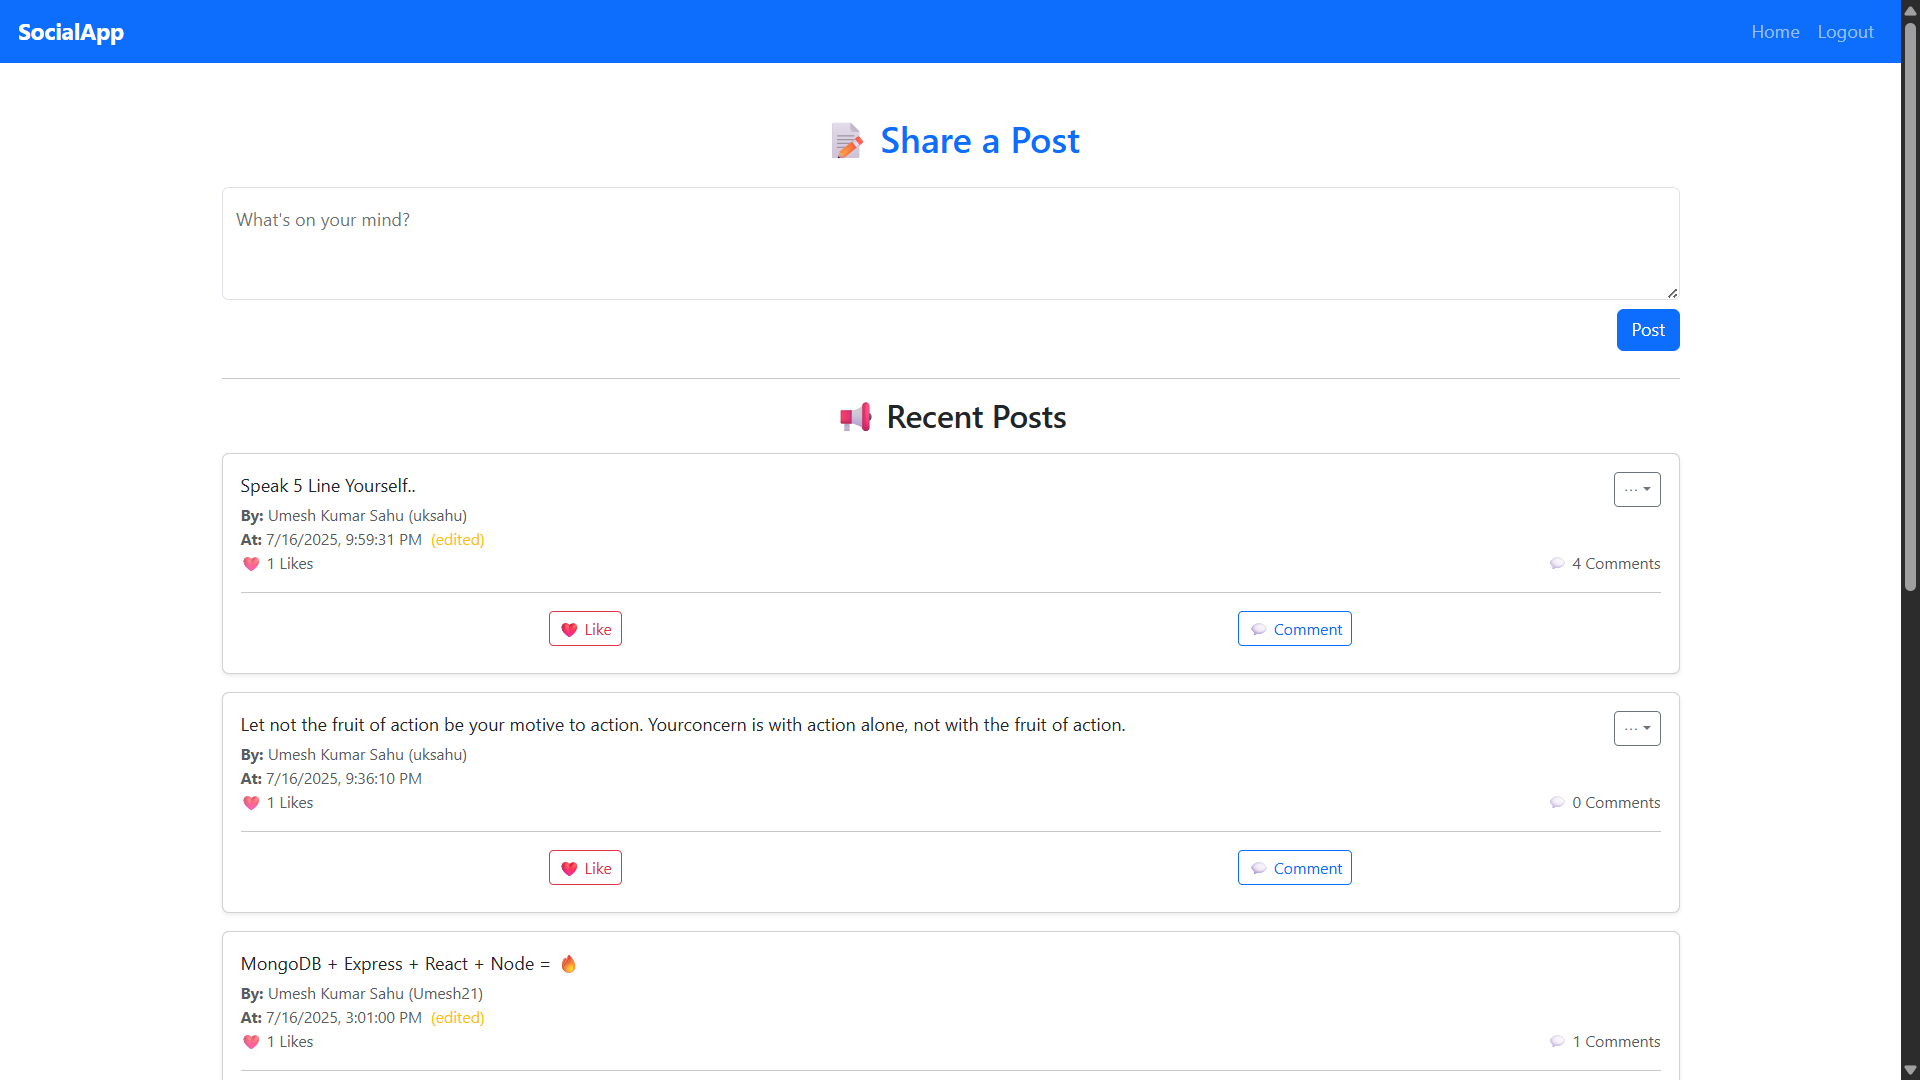 SocialApp
Home Logout
📝 Share a Post
What's on your mind?
Post
📢 Recent Posts
Speak 5 Line Yourself..
··· 
By: Umesh Kumar Sahu (uksahu)
At: 7/16/2025, 9:59:31 PM (edited)
❤️ 1 Likes 💬 4 Comments
❤️ Like 💬 Comment
Let not the fruit of action be your motive to action. Yourconcern is with action alone, not with the fruit of action.
···
By: Umesh Kumar Sahu (uksahu)
At: 7/16/2025, 9:36:10 PM
❤️ 1 Likes 💬 0 Comments
❤️ Like 💬 Comment
MongoDB + Express + React + Node = 🔥
By: Umesh Kumar Sahu (Umesh21)
At: 7/16/2025, 3:01:00 PM (edited)
❤️ 1 Likes 💬 1 Comments